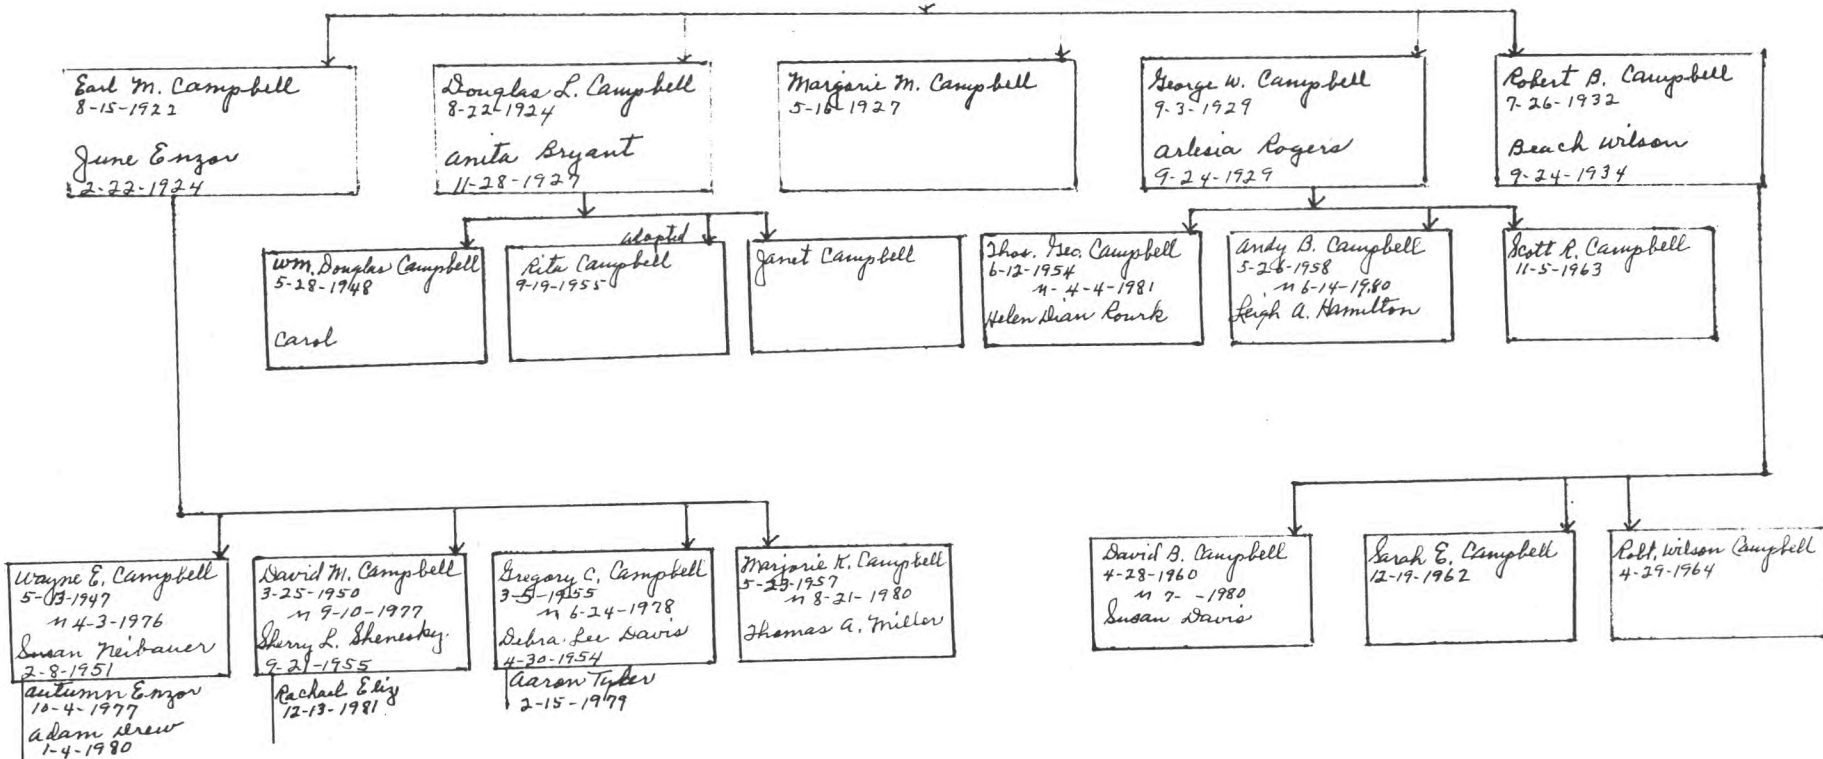 Earl M. Campbell
8-15-1922
June Enzor
2-22-1924
Douglas L. Campbell
8-22-1924
Anita Bryant
11-28-1927
Marjorie M. Campbell
5-16-1927
George W. Campbell
9-3-1929
Arlesia Rogers
9-24-1929
Robert B. Campbell
7-26-1932
Beach Wilson
9-24-1934
Wm. Douglas Campbell
5-28-1948
Carol
adopted
Rita Campbell
9-19-1955
Janet Campbell
Thos. Geo. Campbell
6-12-1954
m-4-4-1981
Helen Dian Rourk
Andy B. Campbell
5-26-1958
m 6-14-1980
Leigh A. Hamilton
Scott R. Campbell
11-5-1963
Wayne E. Campbell
5-13-1947
m 4-3-1976
Susan Neibauer
2-8-1951
Autumn Enzor
10-4-1977
Adam Drew
1-4-1980
David M. Campbell
3-25-1950
m 9-10-1977
Sherry L. Shenesky
9-21-1955
Rachael Eliz
12-13-1981
Gregory C. Campbell
3-5-1955
m 6-24-1978
Debra Lee Davis
4-30-1954
Aaron Tyler
2-15-1979
Marjorie K. Campbell
5-23-1957
m 8-21-1980
Thomas A. Miller
David B. Campbell
4-28-1960
m 7- -1980
Susan Davis
Sarah E. Campbell
12-19-1962
Robt. Wilson Campbell
4-29-1964